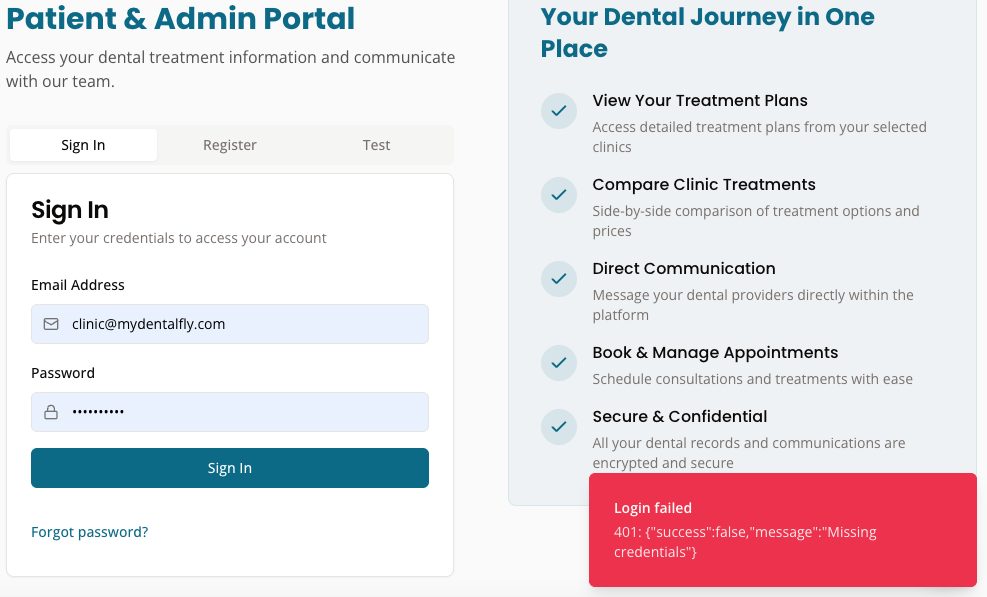 Patient & Admin Portal
Access your dental treatment information and communicate
with our team.
Sign In
Register
Test
Sign In
Enter your credentials to access your account
Email Address
clinic@mydentalfly.com
Password
••••••••••
Sign In
Forgot password?
Your Dental Journey in One
Place
View Your Treatment Plans
Access detailed treatment plans from your selected
clinics
Compare Clinic Treatments
Side-by-side comparison of treatment options and
prices
Direct Communication
Message your dental providers directly within the
platform
Book & Manage Appointments
Schedule consultations and treatments with ease
Secure & Confidential
All your dental records and communications are
encrypted and secure
Login failed
401: {"success":false,"message":"Missing
credentials"}